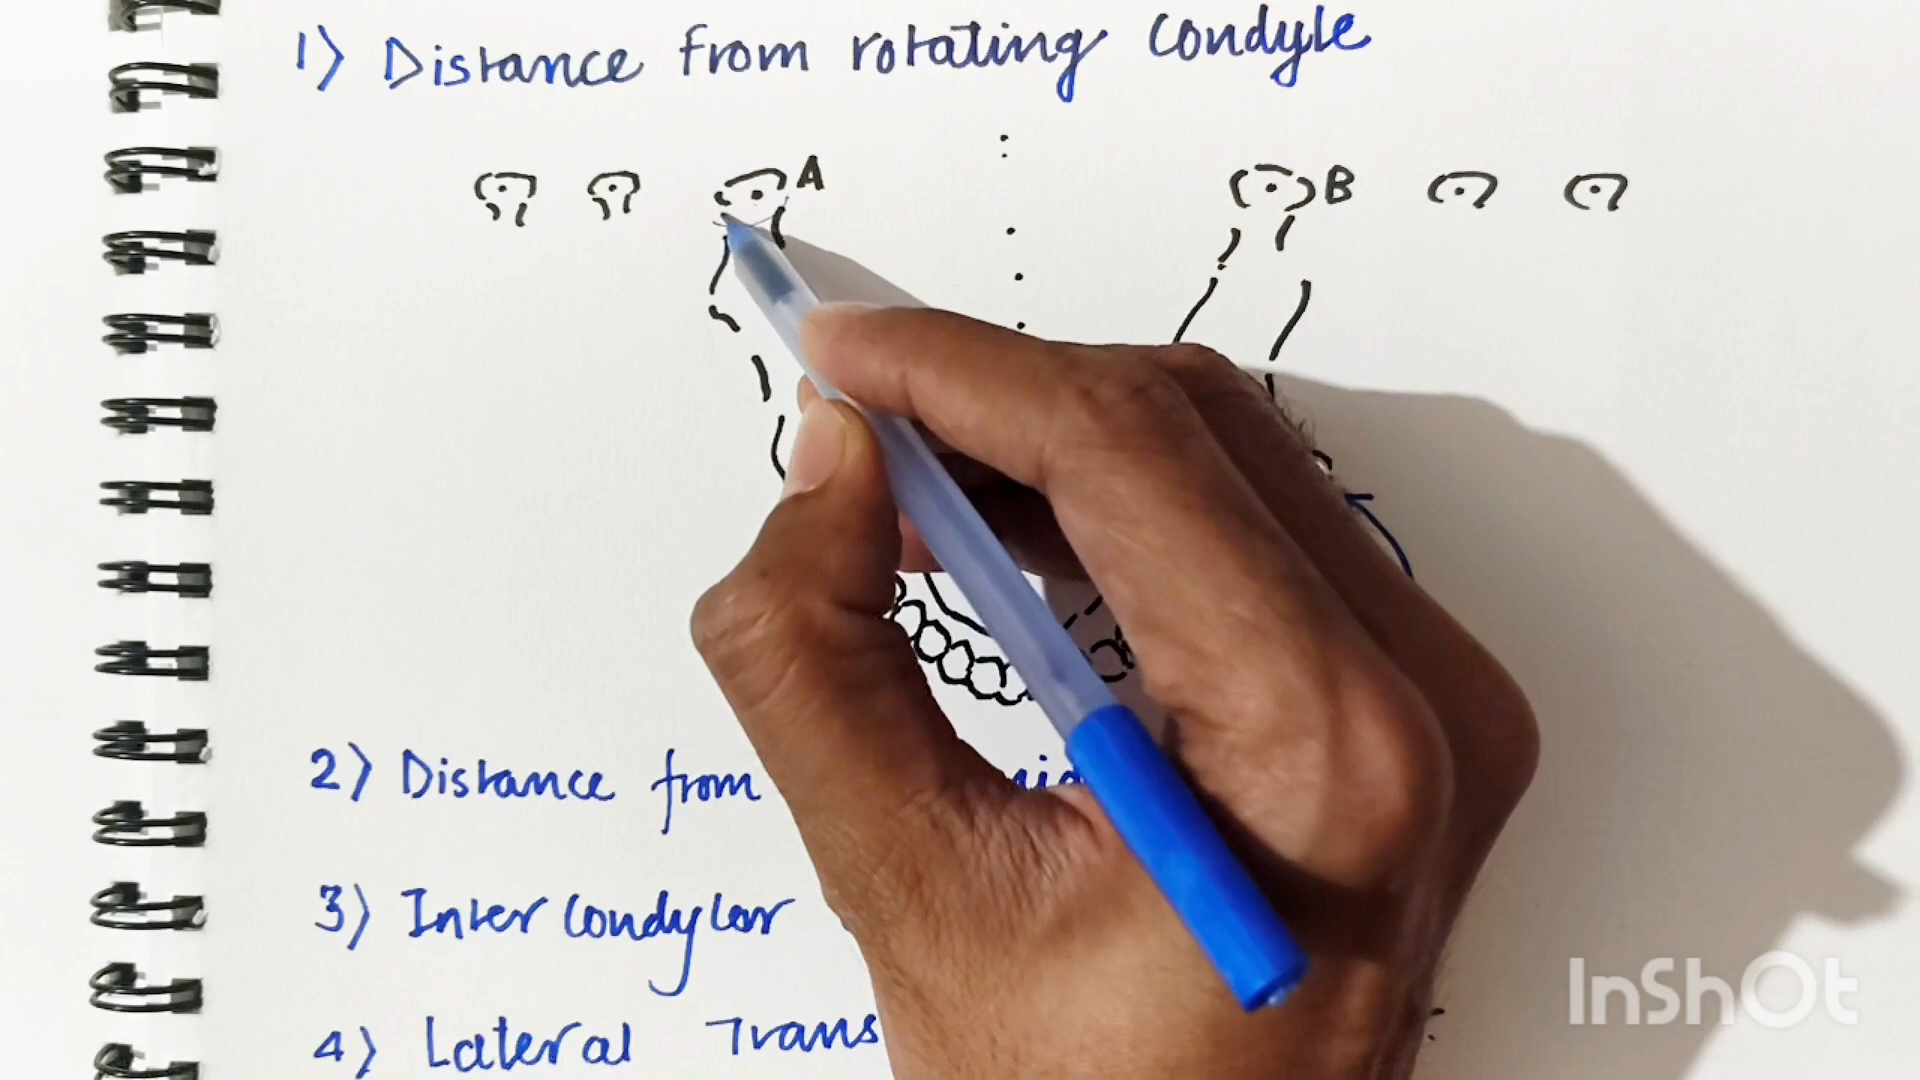 1) Distance from rotating condyle
A B
2) Distance from
3) Inter Condylar
4) Lateral Trans
InShOt